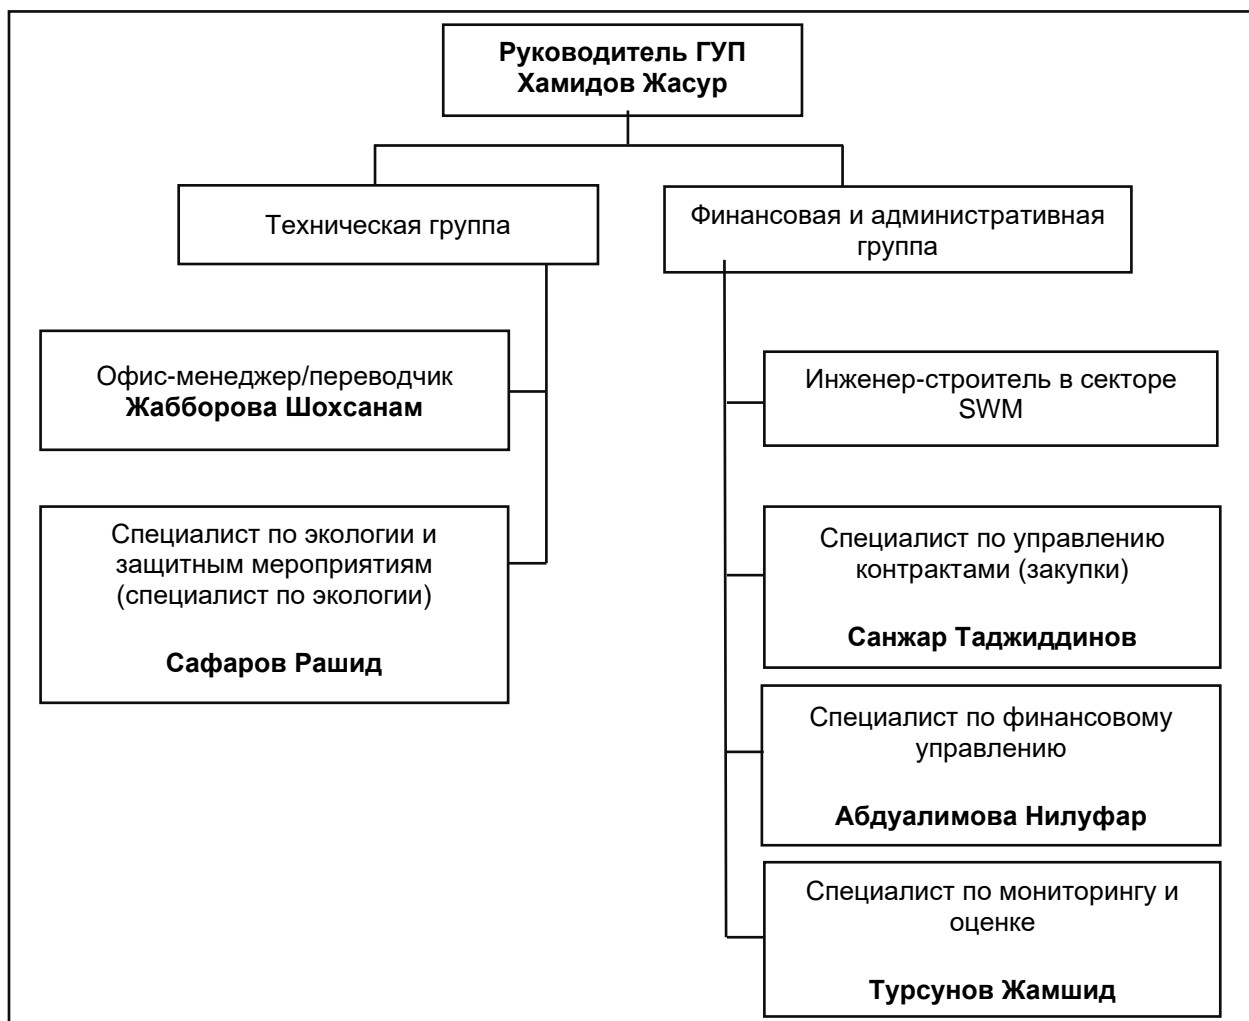 Руководитель ГУП
Хамидов Жасур
Техническая группа
Финансовая и административная
группа
Офис-менеджер/переводчик
Жабборова Шохсанам
Инженер-строитель в секторе
SWM
Специалист по экологии и
защитным мероприятиям
(специалист по экологии)
Сафаров Рашид
Специалист по управлению
контрактами (закупки)
Санжар Таджиддинов
Специалист по финансовому
управлению
Абдуалимова Нилуфар
Специалист по мониторингу и
оценке
Турсунов Жамшид